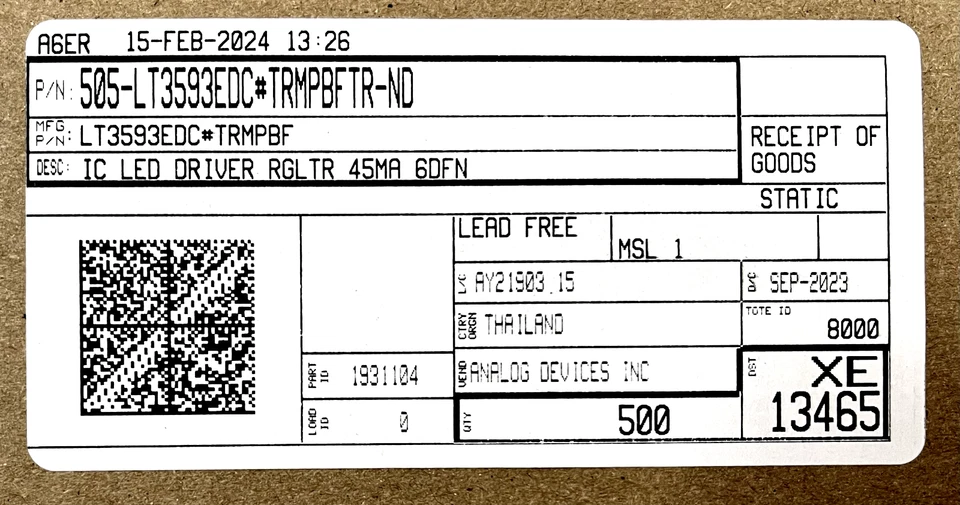 A6ER 15-FEB-2024 13:26
P/N: 505-LT3593EDC#TRMPBFTR-ND
MFG P/N: LT3593EDC#TRMPBF
DESC: IC LED DRIVER RGLTR 45MA 6DFN
RECEIPT OF
GOODS
STATIC
LEAD FREE
MSL 1
L/C AY21903.15
D/C SEP-2023
CTRY ORGN THAILAND
TOTE ID
8000
PART ID 1931104
VEND ANALOG DEVICES INC
DST XE
13465
LOAD ID 0
QTY 500